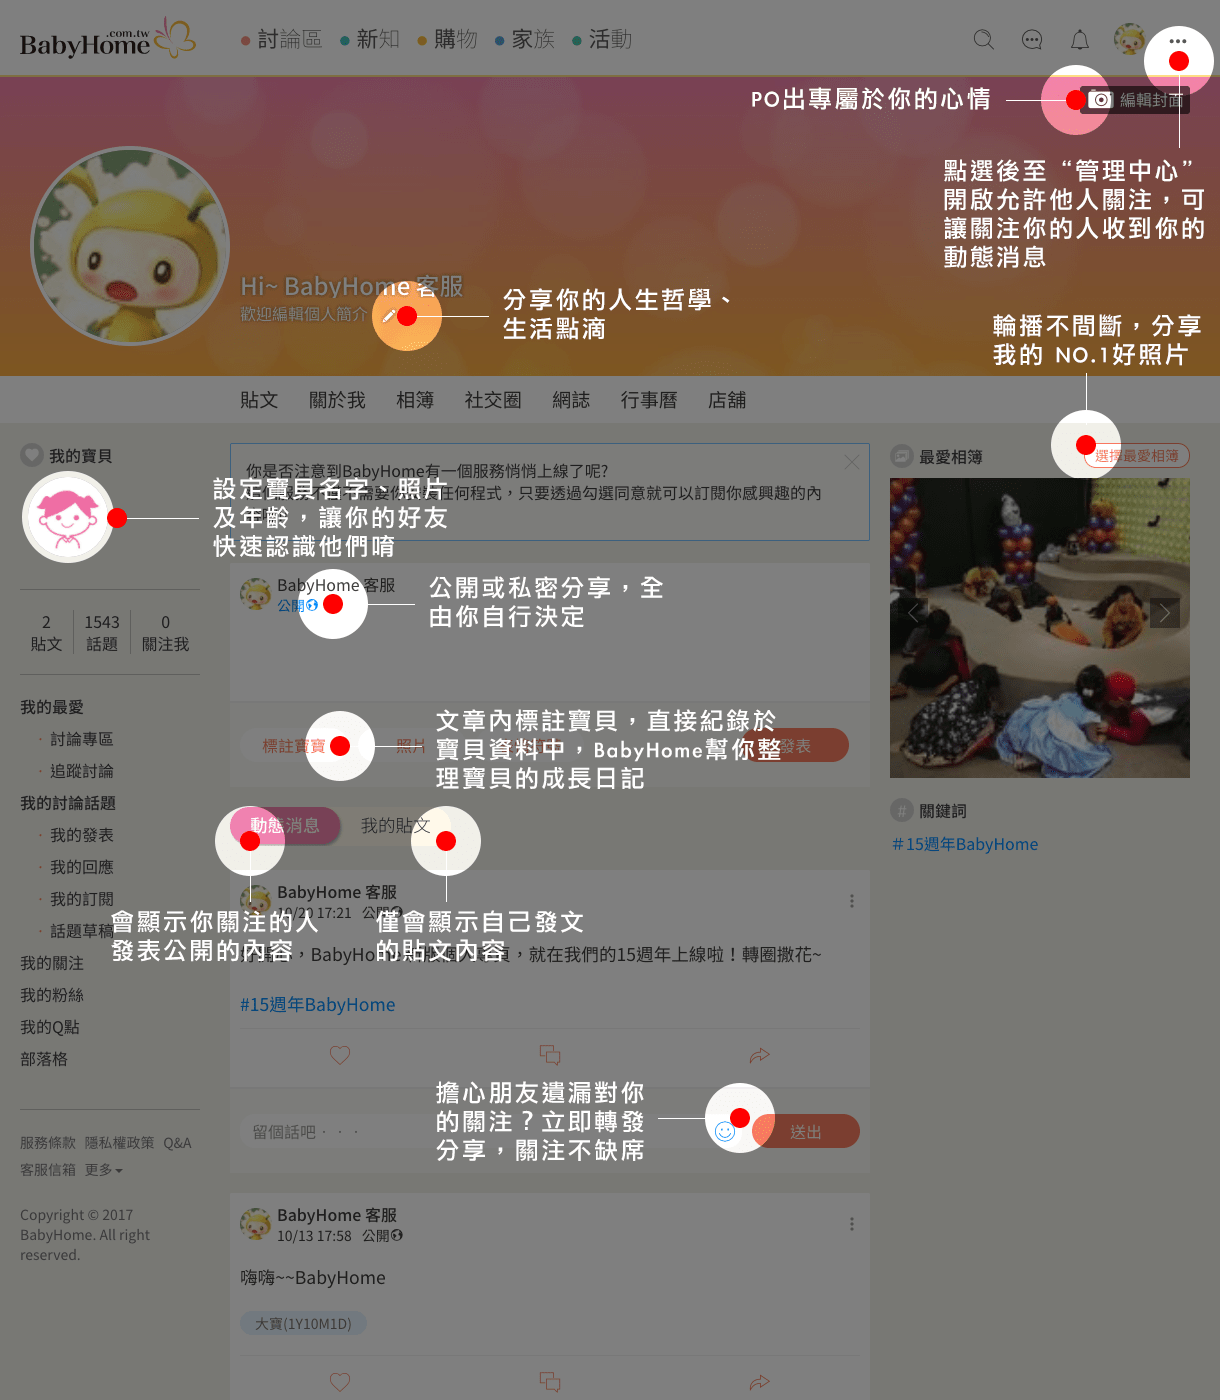 BabyHome.com.tw
討論區 新知 購物 家族 活動
PO出專屬於你的心情
編輯封面
點選後至“管理中心”
開啟允許他人關注，可
讓關注你的人收到你的
動態消息
Hi~ BabyHome 客服
歡迎編輯個人簡介
分享你的人生哲學、
生活點滴
輪播不間斷，分享
我的 NO.1好照片
貼文 關於我 相簿 社交圈 網誌 行事曆 店舖
我的寶貝
設定寶貝名字、照片
及年齡，讓你的好友
快速認識他們唷
2 1543 0
貼文 話題 關注我
我的最愛
· 討論專區
· 追蹤討論
我的討論話題
· 我的發表
· 我的回應
· 我的訂閱
· 話題草稿
我的關注
我的粉絲
我的Q點
部落格
服務條款 隱私權政策 Q&A
客服信箱 更多
Copyright © 2017
BabyHome. All right
reserved.
你是否注意到BabyHome有一個服務悄悄上線了呢?
任何程式，只要透過勾選同意就可以訂閱你感興趣的內
BabyHome 客服
公開
公開或私密分享，全
由你自行決定
標註寶寶 照片
發表
文章內標註寶貝，直接紀錄於
寶貝資料中，BabyHome幫你整
理寶貝的成長日記
動態消息 我的貼文
會顯示你關注的人
發表公開的內容
僅會顯示自己發文
的貼文內容
BabyHome 客服
10/20 17:21 公開
，BabyHome
，就在我們的15週年上線啦！轉圈撒花~
#15週年BabyHome
擔心朋友遺漏對你
的關注？立即轉發
分享，關注不缺席
留個話吧・・・
送出
BabyHome 客服
10/13 17:58 公開
嗨嗨~~BabyHome
大寶(1Y10M1D)
最愛相簿
選擇最愛相簿
# 關鍵詞
＃15週年BabyHome